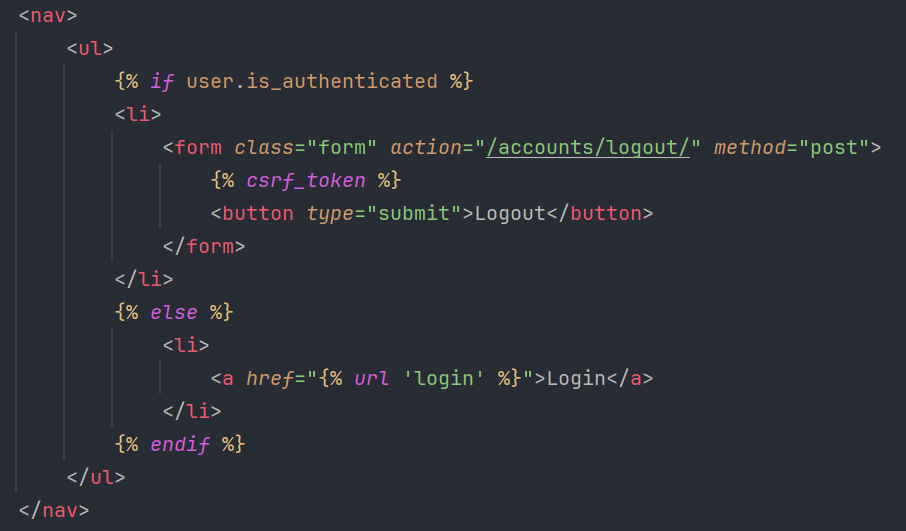 <nav>
    <ul>
        {% if user.is_authenticated %}
        <li>
            <form class="form" action="/accounts/logout/" method="post">
                {% csrf_token %}
                <button type="submit">Logout</button>
            </form>
        </li>
        {% else %}
            <li>
                <a href="{% url 'login' %}">Login</a>
            </li>
        {% endif %}
    </ul>
</nav>